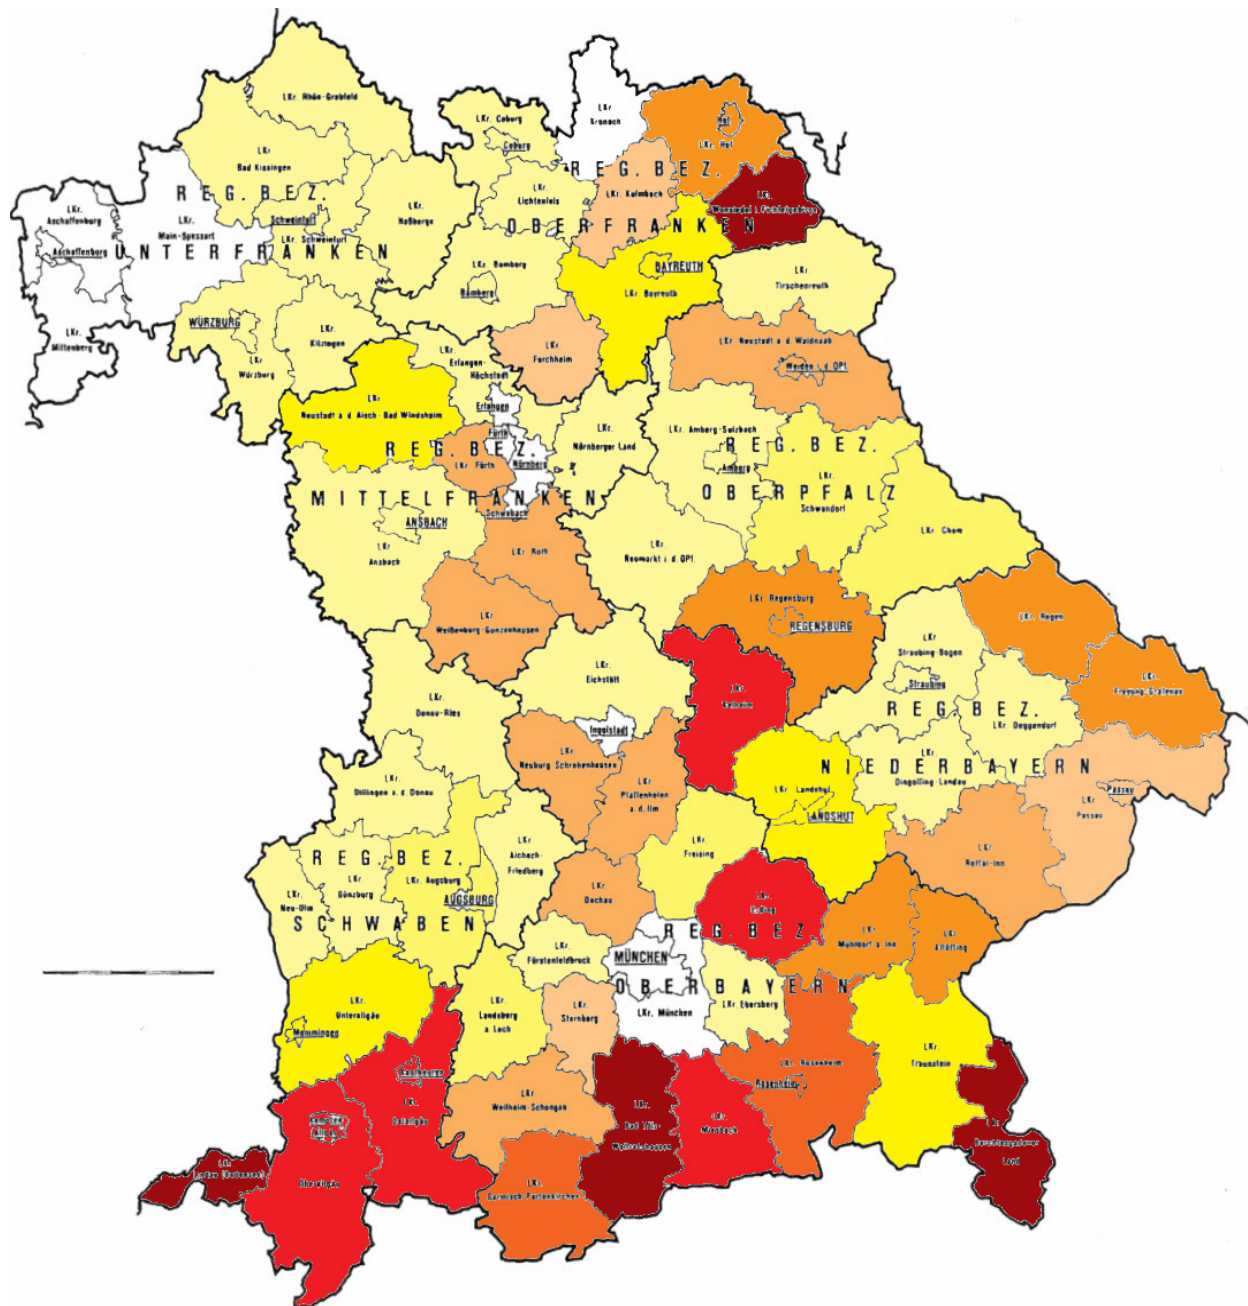 LKr. Rhön-Grabfeld
LKr.
Bad Kissingen
LKr. Coburg
Coburg
LKr
Kronach
LKr. Hof
Hof
REG. BEZ.
LKr. Kulmbach
LKr.
Wunsiedel i. Fichtelgebirge
LKr.
Lichtenfels
OBERFRANKEN
REG. BEZ.
UNTERFRANKEN
LKr.
Aschaffenburg
Aschaffenburg
LKr.
Main-Spessart
Schweinfurt
LKr. Schweinfurt
LKr.
Haßberge
LKr. Bamberg
Bamberg
BAYREUTH
LKr Bayreuth
LKr.
Tirschenreuth
LKr.
Miltenberg
WÜRZBURG
LKr
Würzburg
LKr.
Kitzingen
LKr.
Erlangen-
Höchstadt
LKr
Forchheim
LKr Neustadt a d Waldnaab
Weiden i. d. OPf.
LKr
Neustadt a. d. Aisch- Bad Windsheim
Erlangen
Fürth
Nürnberg
LKr.
Nürnberger Land
LKr. Amberg-Sulzbach
Amberg
REG. BEZ.
MITTELFRANKEN
LKr Fürth
Schwabach
ANSBACH
LKr
Ansbach
LKr Roth
REG. BEZ.
OBERPFALZ
LKr.
Schwandorf
LKr Cham
LKr.
Neumarkt i. d. OPf.
LKr
Weißenburg-Gunzenhausen
LKr Regensburg
REGENSBURG
LKr Regen
LKr.
Freyung-Grafenau
LKr
Straubing-Bogen
Straubing
LKr.
Eichstätt
LKr.
Kelheim
LKr.
Donau-Ries
REG. BEZ.
NIEDERBAYERN
LKr Deggendorf
LKr.
Dingolfing-Landau
Ingolstadt
LKr.
Neuburg Schrobenhausen
LKr
Pfaffenhofen
a. d. Ilm
LKr Landshut
LANDSHUT
Passau
LKr
Passau
LKr.
Dillingen a. d. Donau
LKr
Rottal-Inn
REG. BEZ.
SCHWABEN
LKr.
Neu-Ulm
LKr
Günzburg
LKr. Augsburg
AUGSBURG
LKr
Aichach-
Friedberg
LKr.
Freising
LKr.
Dachau
LKr.
Erding
LKr
Mühldorf a Inn
LKr
Altötting
REG. BEZ.
OBERBAYERN
LKr.
Fürstenfeldbruck
MÜNCHEN
LKr. München
LKr Ebersberg
LKr.
Unterallgäu
Memmingen
LKr.
Landsberg
a. Lech
LKr
Starnberg
LKr.
Traunstein
LKr
Weilheim-Schongau
Kaufbeuren
LKr.
Ostallgäu
LKr.
Bad Tölz-
Wolfratshausen
LKr
Miesbach
LKr Rosenheim
Rosenheim
LKr
Berchtesgadener
Land
LKr
Lindau (Bodensee)
Oberallgäu
LKr.
Garmisch-Partenkirchen